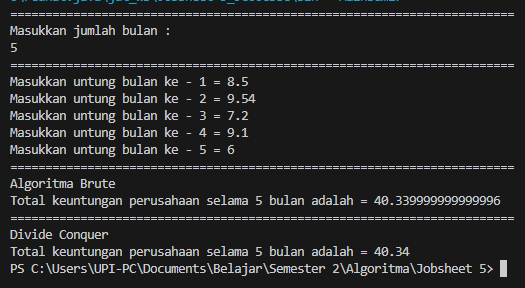 ======================================================================
Masukkan jumlah bulan :
5
======================================================================
Masukkan untung bulan ke - 1 = 8.5
Masukkan untung bulan ke - 2 = 9.54
Masukkan untung bulan ke - 3 = 7.2
Masukkan untung bulan ke - 4 = 9.1
Masukkan untung bulan ke - 5 = 6
======================================================================
Algoritma Brute
Total keuntungan perusahaan selama 5 bulan adalah = 40.339999999999996
======================================================================
Divide Conquer
Total keuntungan perusahaan selama 5 bulan adalah = 40.34
PS C:\Users\UPI-PC\Documents\Belajar\Semester 2\Algoritma\Jobsheet 5>